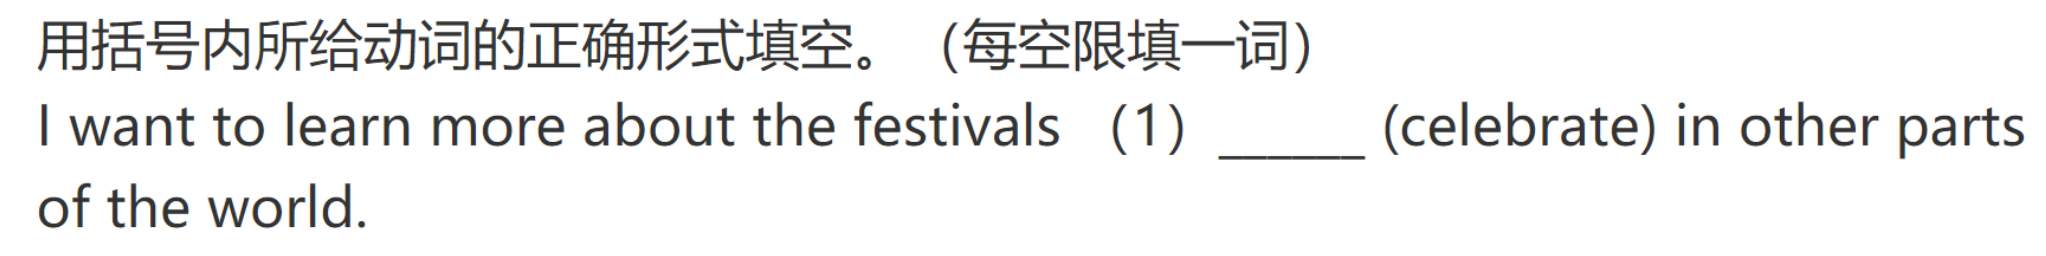 用括号内所给动词的正确形式填空。（每空限填一词）
I want to learn more about the festivals （1）______ (celebrate) in other parts
of the world.